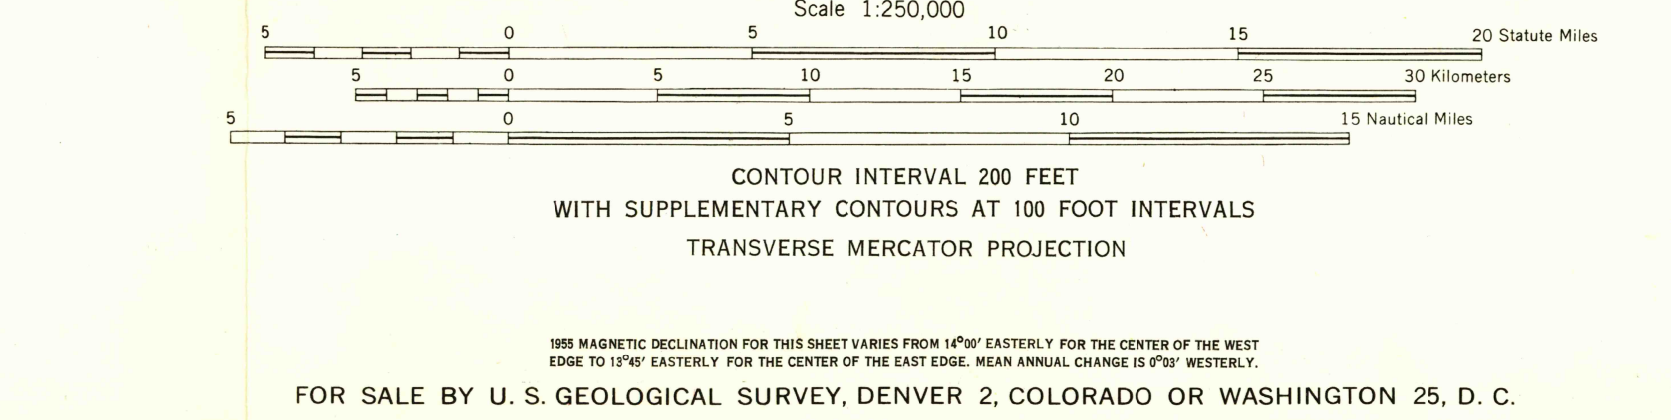 Scale 1:250,000
5 0 5 10 15 20 Statute Miles
5 0 5 10 15 20 25 30 Kilometers
5 0 5 10 15 Nautical Miles
CONTOUR INTERVAL 200 FEET
WITH SUPPLEMENTARY CONTOURS AT 100 FOOT INTERVALS
TRANSVERSE MERCATOR PROJECTION
1955 MAGNETIC DECLINATION FOR THIS SHEET VARIES FROM 14°00′ EASTERLY FOR THE CENTER OF THE WEST
EDGE TO 13°45′ EASTERLY FOR THE CENTER OF THE EAST EDGE. MEAN ANNUAL CHANGE IS 0°03′ WESTERLY.
FOR SALE BY U. S. GEOLOGICAL SURVEY, DENVER 2, COLORADO OR WASHINGTON 25, D. C.